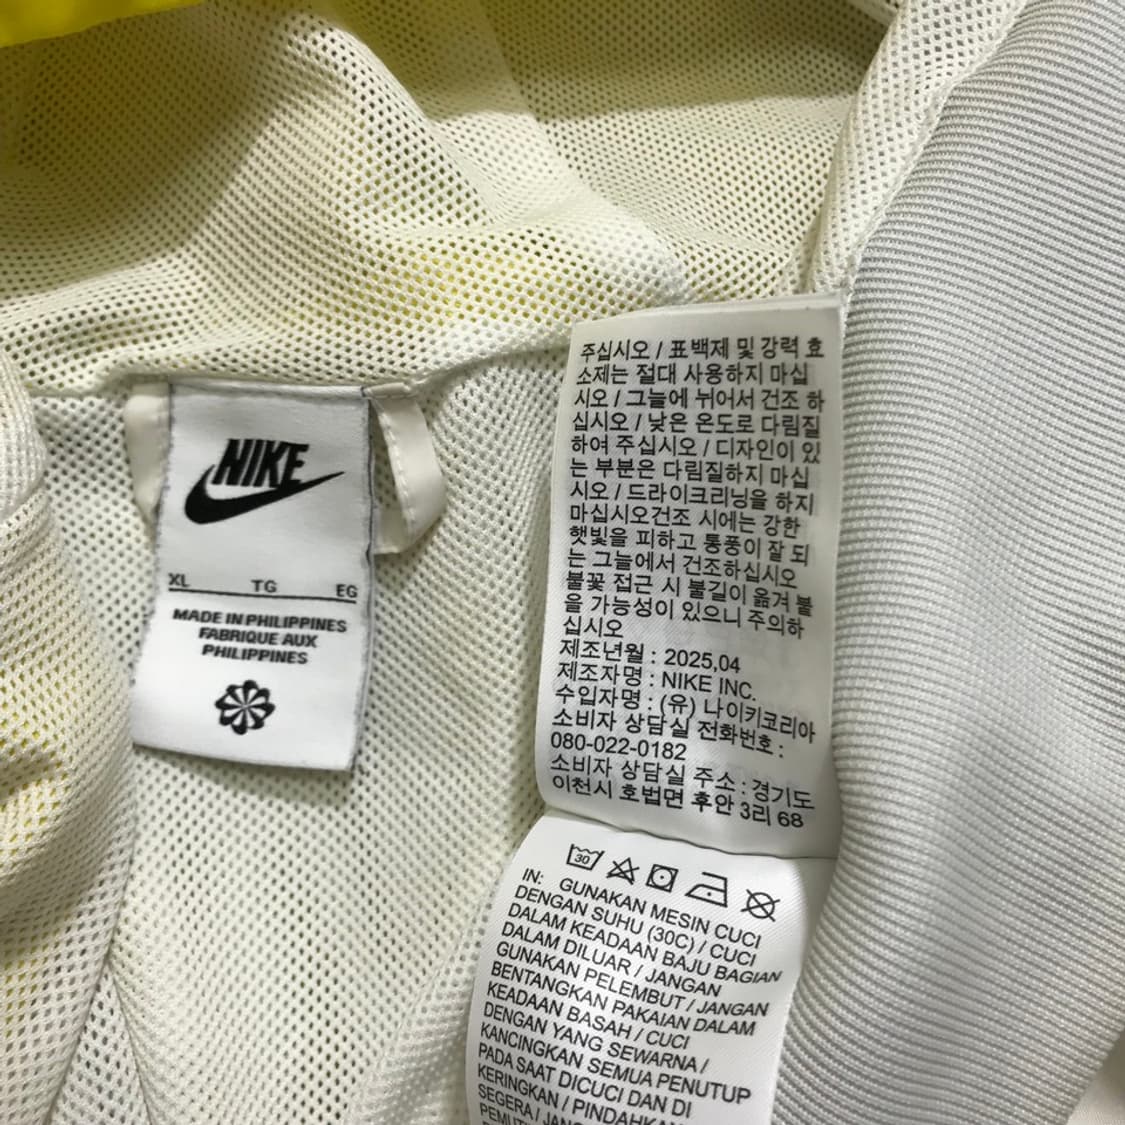 NIKE
XL TG EG
MADE IN PHILIPPINES
FABRIQUE AUX
PHILIPPINES
주십시오 / 표백제 및 강력 효
소제는 절대 사용하지 마십
시오 / 그늘에 뉘어서 건조 하
십시오 / 낮은 온도로 다림질
하여 주십시오 / 디자인이 있
는 부분은 다림질하지 마십
시오 / 드라이크리닝을 하지
마십시오건조 시에는 강한
햇빛을 피하고 통풍이 잘 되
는 그늘에서 건조하십시오
불꽃 접근 시 불길이 옮겨 붙
을 가능성이 있으니 주의하
십시오
제조년월 : 2025,04
제조자명 : NIKE INC.
수입자명 : (유) 나이키코리아
소비자 상담실 전화번호 :
080-022-0182
소비자 상담실 주소 : 경기도
이천시 호법면 후안 3리 68
30
IN: GUNAKAN MESIN CUCI
DENGAN SUHU (30C) / CUCI
DALAM KEADAAN BAJU BAGIAN
DALAM DILUAR / JANGAN
GUNAKAN PELEMBUT / JANGAN
BENTANGKAN PAKAIAN DALAM
KEADAAN BASAH / CUCI
DENGAN YANG SEWARNA /
KANCINGKAN SEMUA PENUTUP
PADA SAAT DICUCI DAN DI
KERINGKAN / PINDAHKAN
SEGERA /